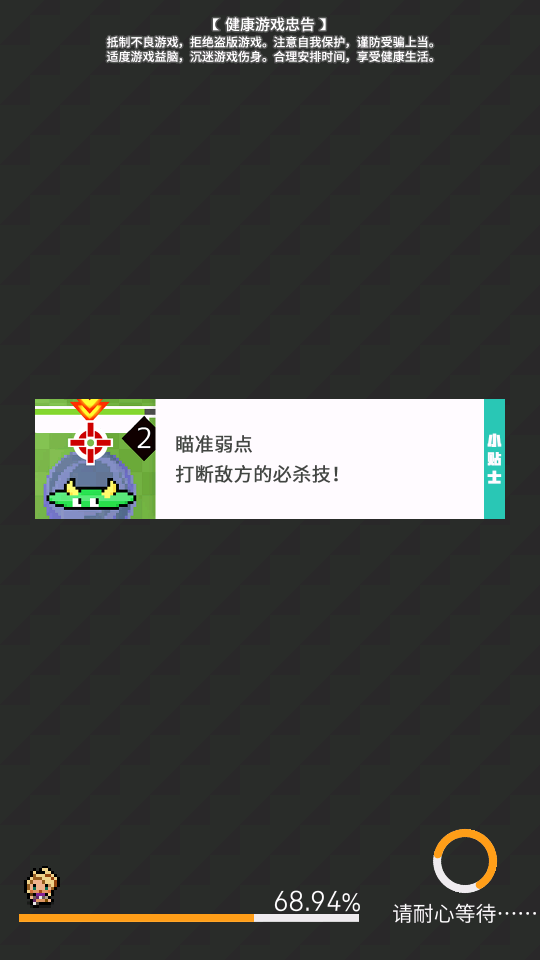 【 健康游戏忠告 】
抵制不良游戏，拒绝盗版游戏。注意自我保护，谨防受骗上当。
适度游戏益脑，沉迷游戏伤身。合理安排时间，享受健康生活。
2
瞄准弱点
打断敌方的必杀技！
小贴士
68.94%
请耐心等待……